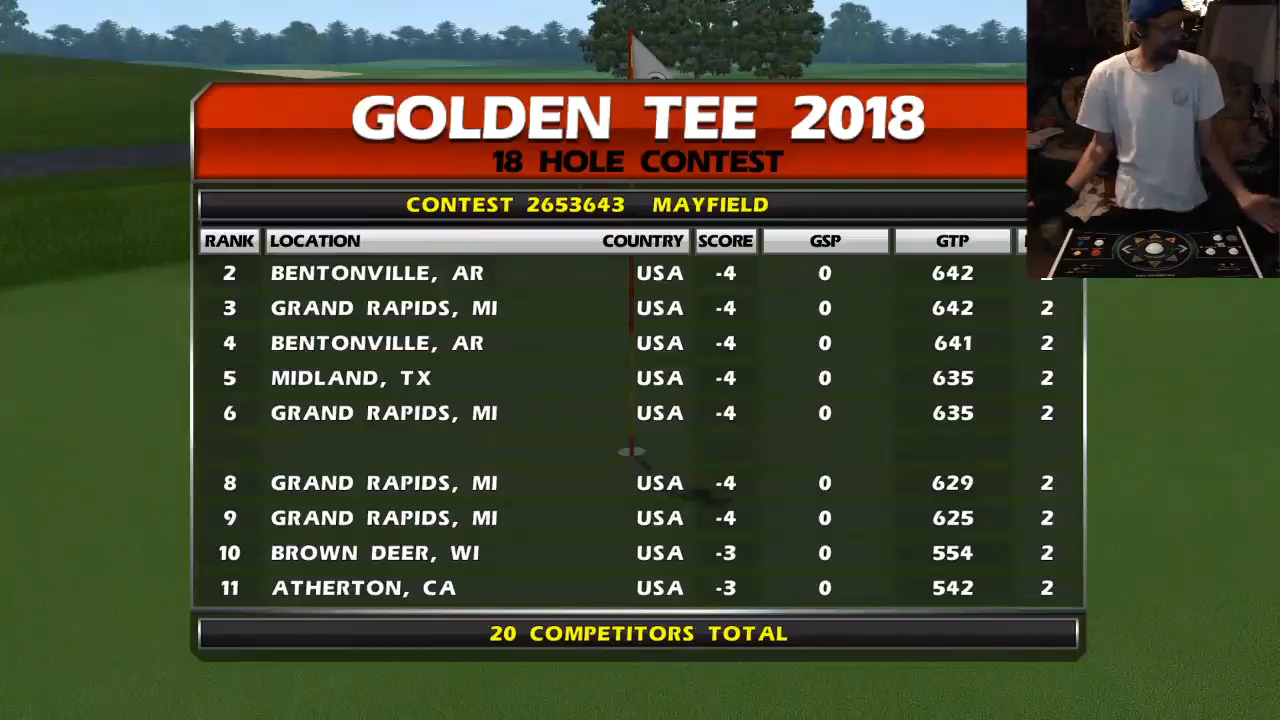 GOLDEN TEE 2018
18 HOLE CONTEST
CONTEST 2653643 MAYFIELD
RANK LOCATION COUNTRY SCORE GSP GTP
2 BENTONVILLE, AR USA -4 0 642
3 GRAND RAPIDS, MI USA -4 0 642 2
4 BENTONVILLE, AR USA -4 0 641 2
5 MIDLAND, TX USA -4 0 635 2
6 GRAND RAPIDS, MI USA -4 0 635 2
8 GRAND RAPIDS, MI USA -4 0 629 2
9 GRAND RAPIDS, MI USA -4 0 625 2
10 BROWN DEER, WI USA -3 0 554 2
11 ATHERTON, CA USA -3 0 542 2
20 COMPETITORS TOTAL